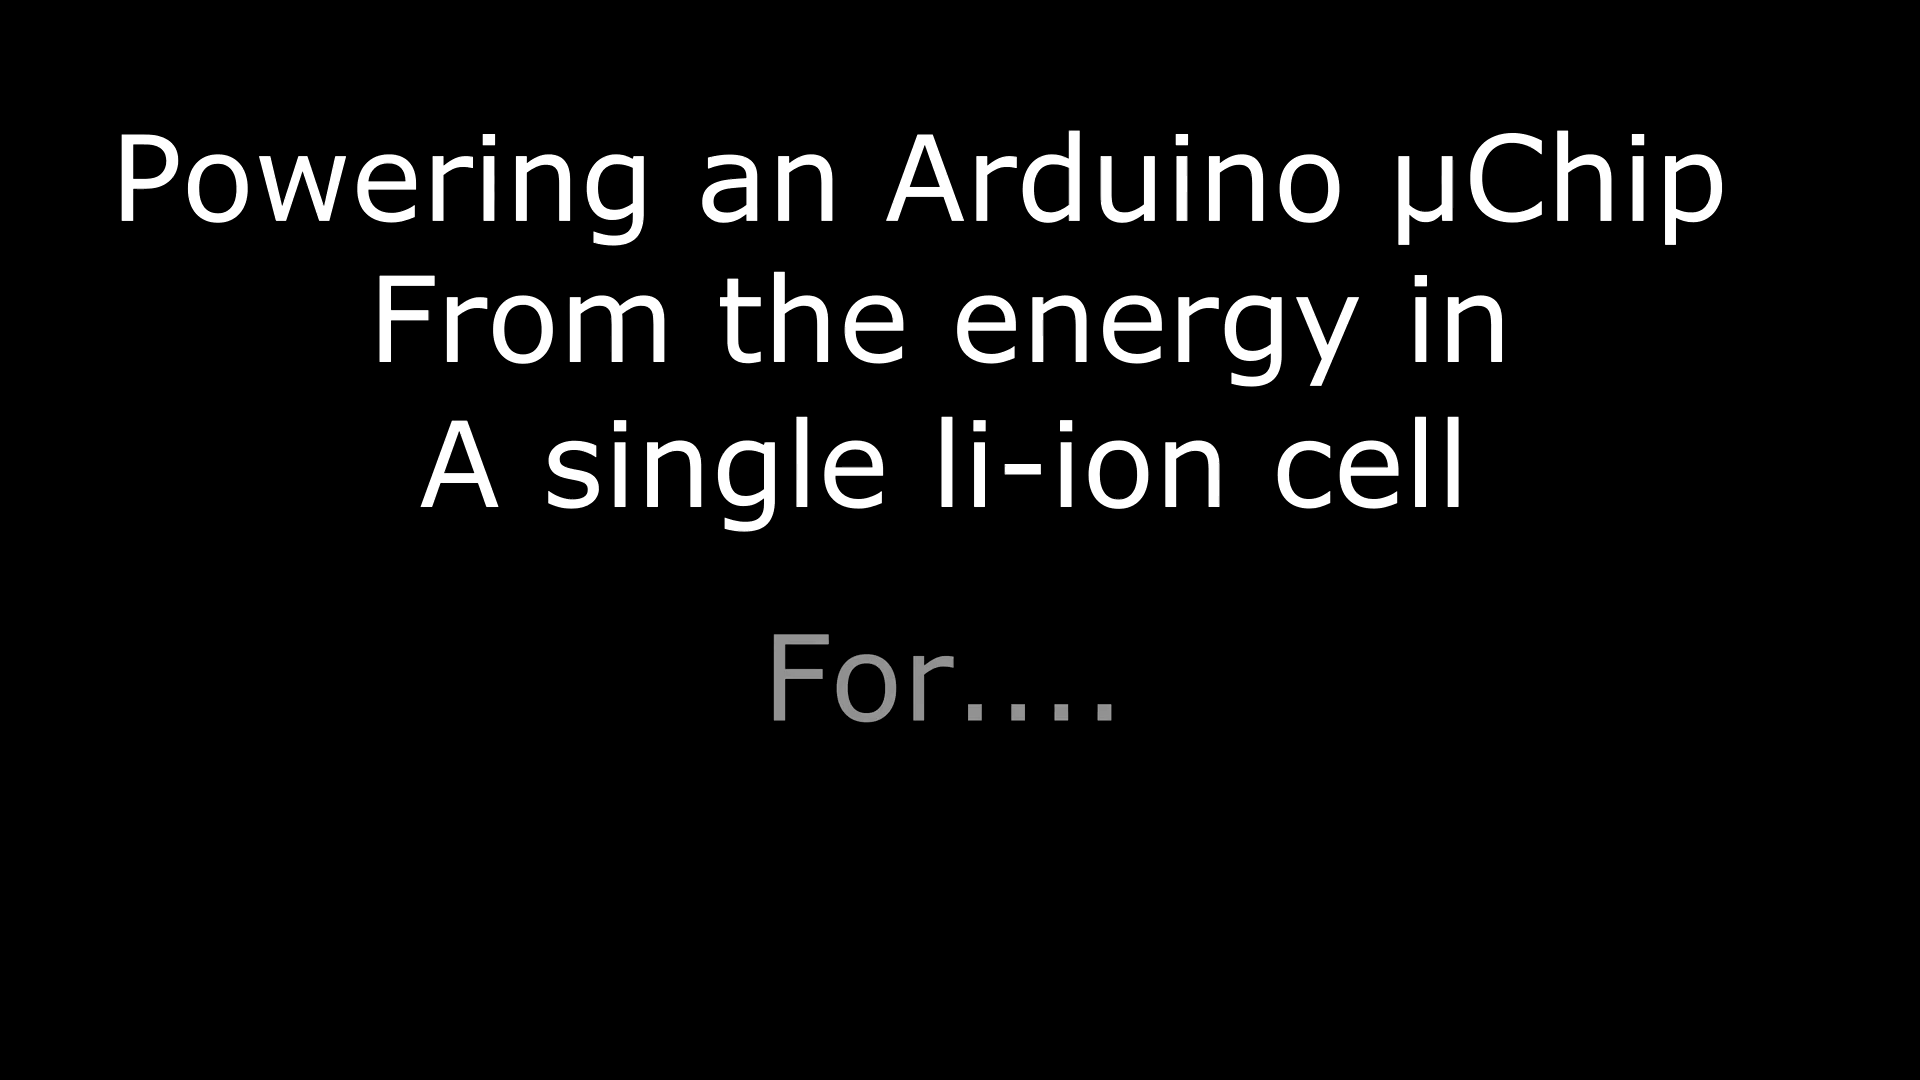 Powering an Arduino µChip
From the energy in
A single li-ion cell
For....